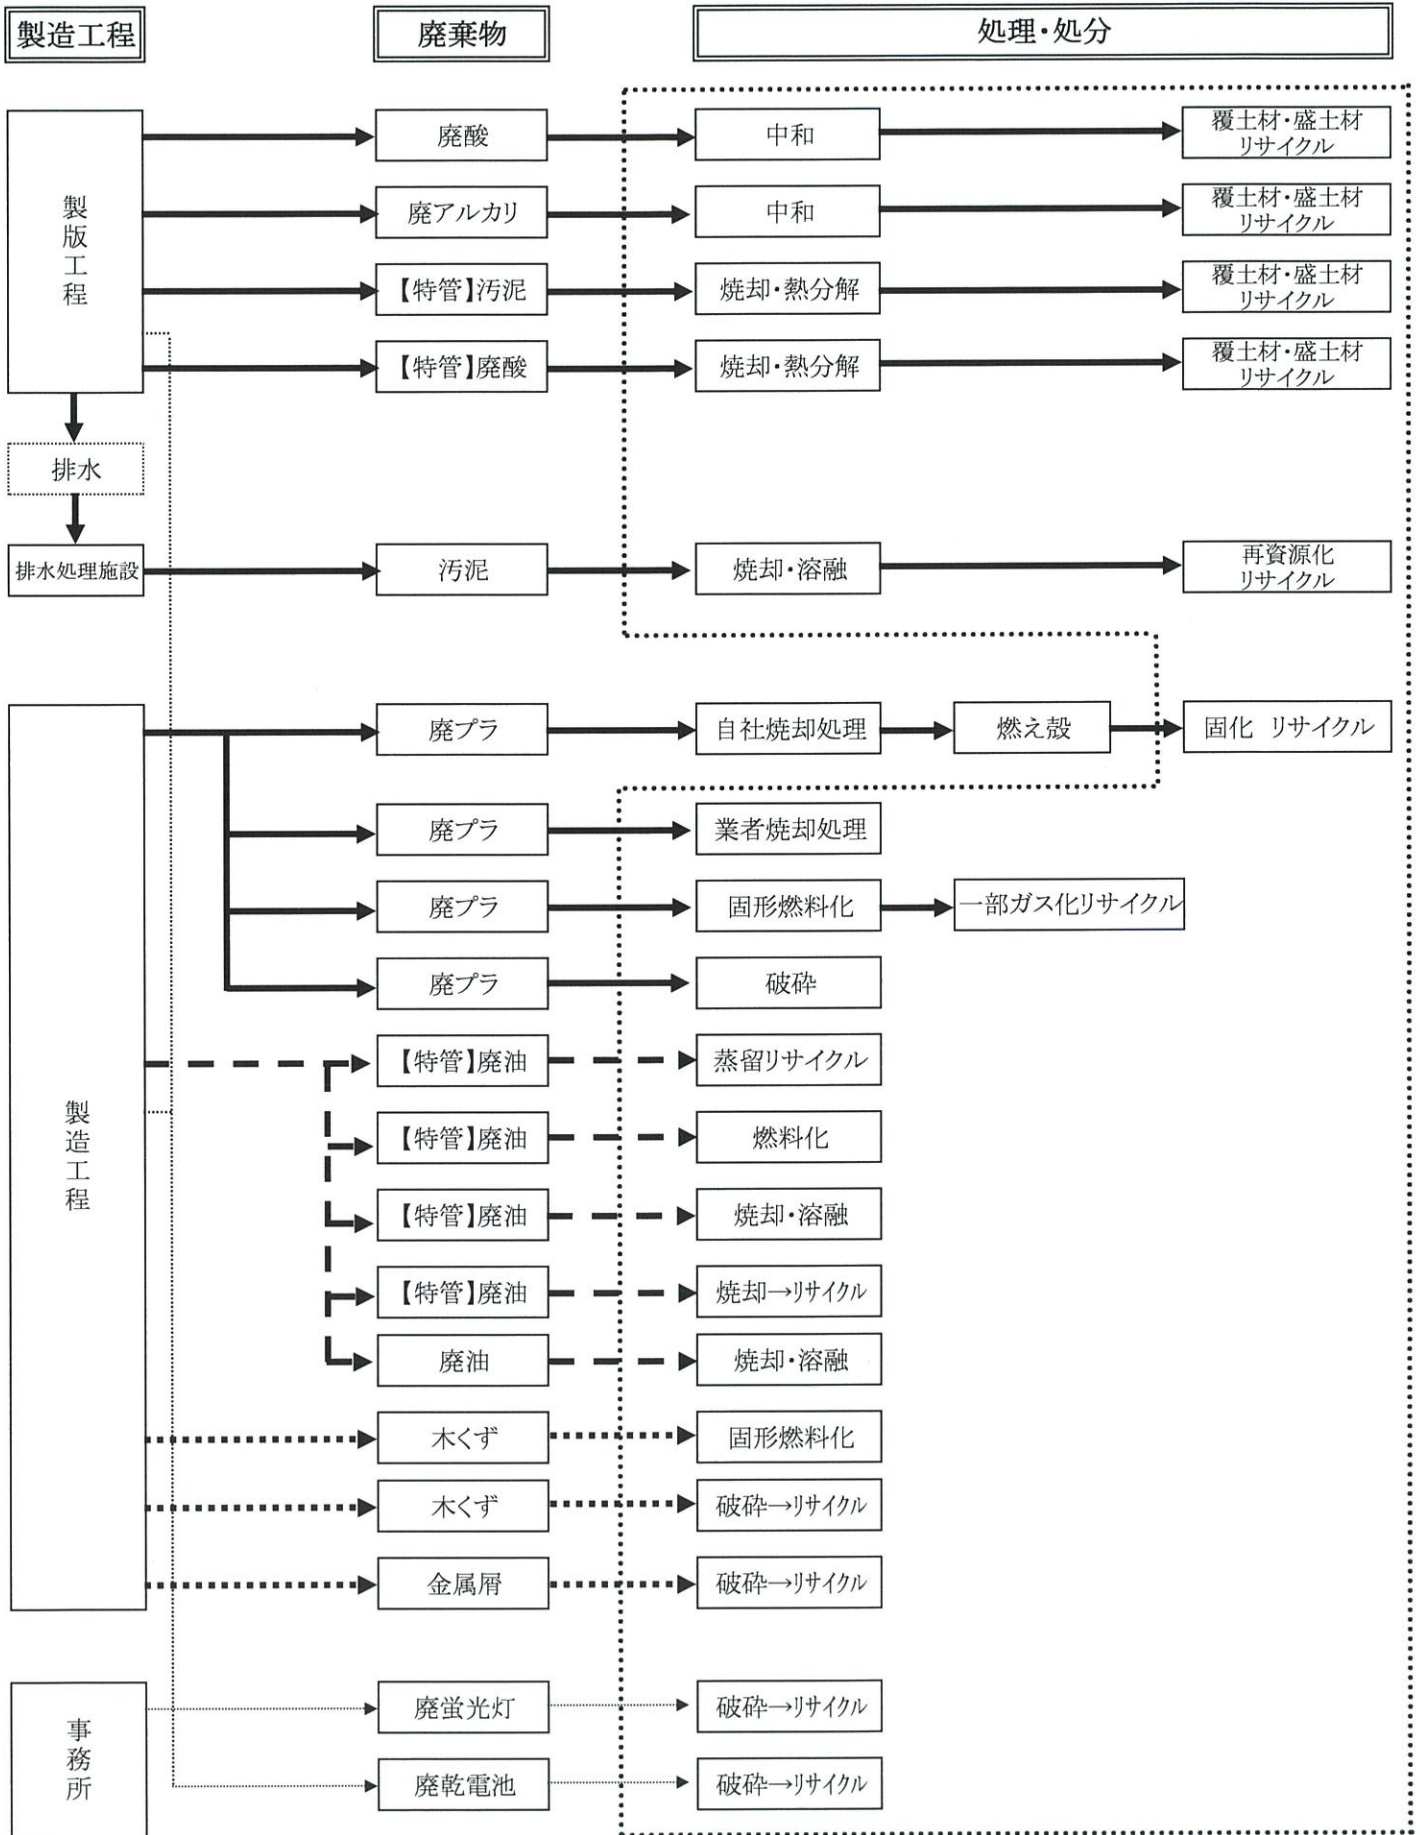 製造工程
廃棄物
処理・処分
製版工程
廃酸
中和
覆土材・盛土材
リサイクル
廃アルカリ
中和
覆土材・盛土材
リサイクル
【特管】汚泥
焼却・熱分解
覆土材・盛土材
リサイクル
【特管】廃酸
焼却・熱分解
覆土材・盛土材
リサイクル
排水
排水処理施設
汚泥
焼却・溶融
再資源化
リサイクル
製造工程
廃プラ
自社焼却処理
燃え殻
固化 リサイクル
廃プラ
業者焼却処理
廃プラ
固形燃料化
一部ガス化リサイクル
廃プラ
破砕
【特管】廃油
蒸留リサイクル
【特管】廃油
燃料化
【特管】廃油
焼却・溶融
【特管】廃油
焼却→リサイクル
廃油
焼却・溶融
木くず
固形燃料化
木くず
破砕→リサイクル
金属屑
破砕→リサイクル
事務所
廃蛍光灯
破砕→リサイクル
廃乾電池
破砕→リサイクル